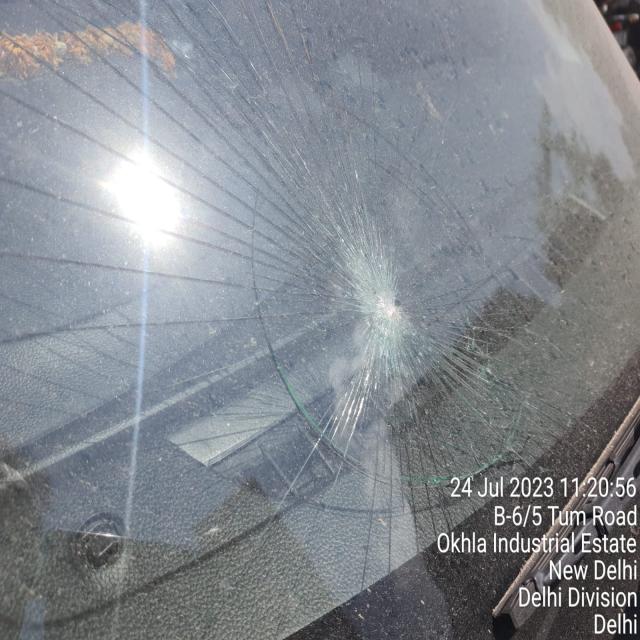 24 Jul 2023 11:20:56
B-6/5 Tum Road
Okhla Industrial Estate
New Delhi
Delhi Division
Delhi